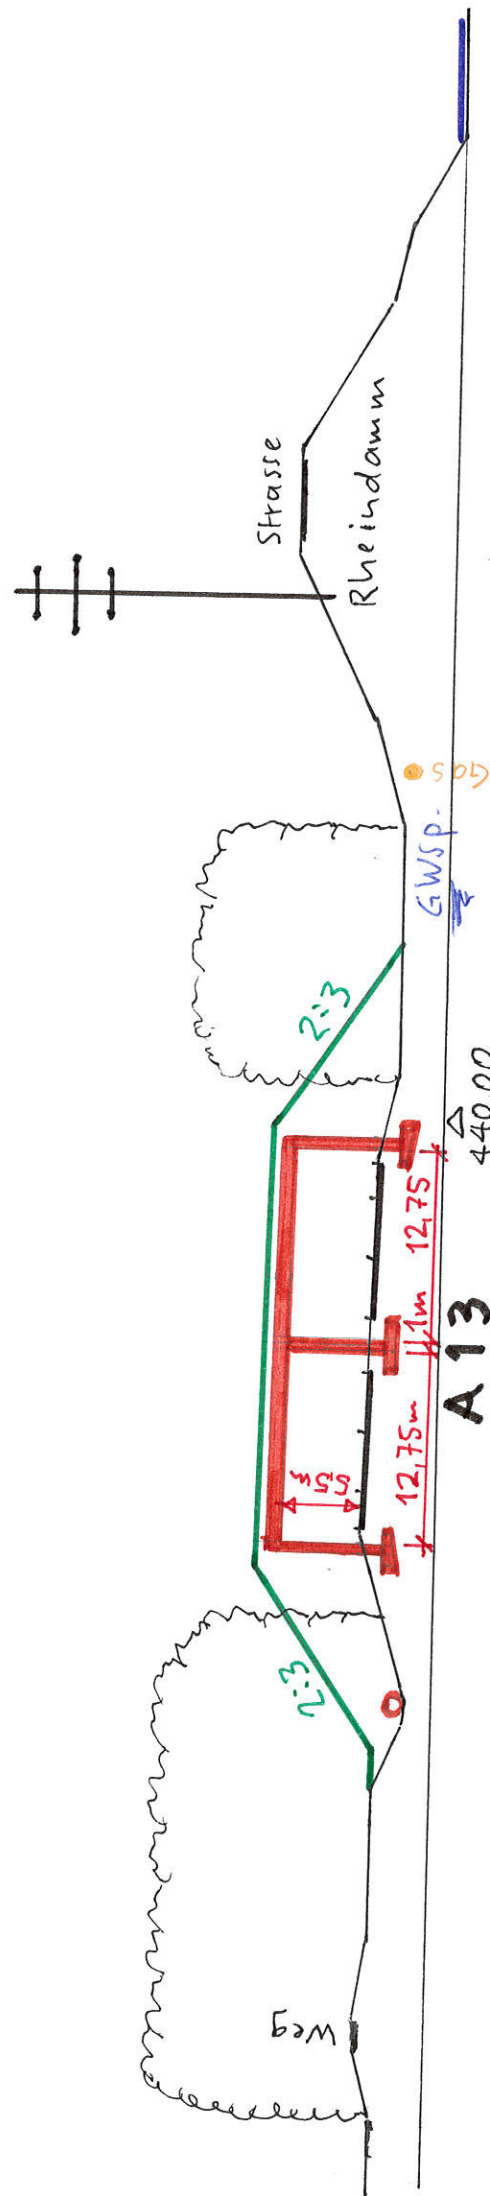 Weg
2:3
5,5 m
12,75m
1m
12,75
A 13
440.00
2:3
GWSp.
Gas
Strasse
Rheindamm